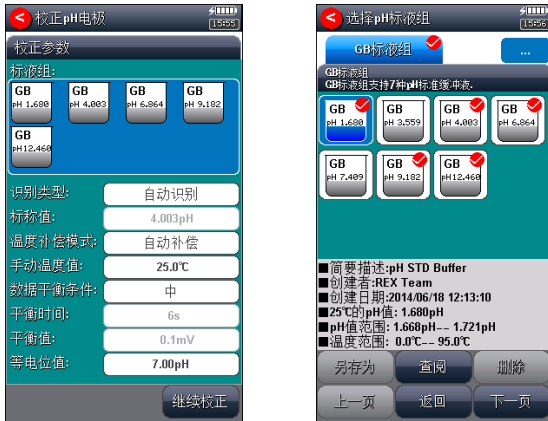 校正pH电极
15:55
校正参数
标液组:
GB
pH 1.680
GB
pH 4.003
GB
pH 6.864
GB
pH 9.182
GB
pH12.460
识别类型:
自动识别
标称值:
4.003pH
温度补偿模式:
自动补偿
手动温度值:
25.0℃
数据平衡条件:
中
平衡时间:
6s
平衡值:
0.1mV
等电位值:
7.00pH
继续校正
选择pH标液组
15:56
GB标液组
...
GB标液组
GB标液组支持7种pH标准缓冲液.
GB
pH 1.680
GB
pH 3.559
GB
pH 4.003
GB
pH 6.864
GB
pH 7.409
GB
pH 9.182
GB
pH12.460
■简要描述:pH STD Buffer
■创建者:REX Team
■创建日期:2014/06/18 12:13:10
■25℃的pH值: 1.680pH
■pH值范围: 1.668pH-- 1.721pH
■温度范围: 0.0℃-- 95.0℃
另存为
查阅
删除
上一页
返回
下一页